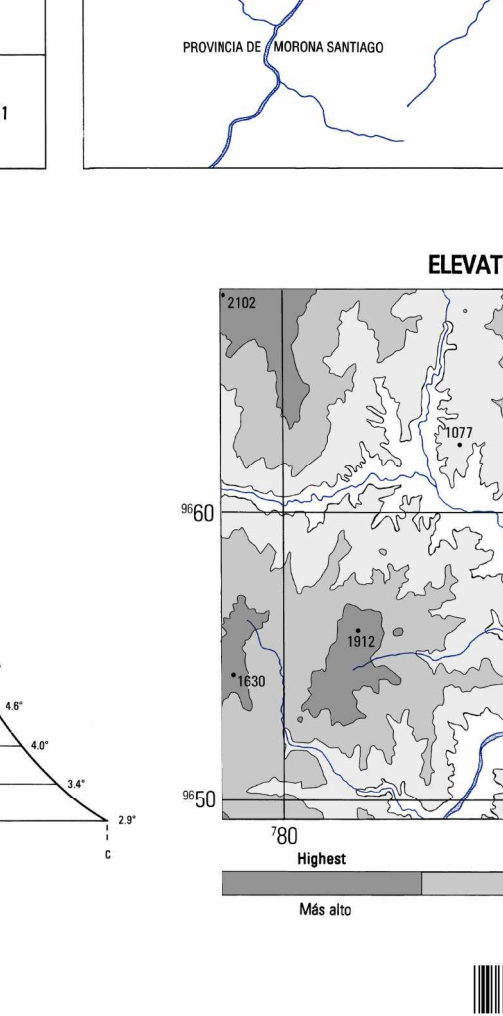 PROVINCIA DE MORONA SANTIAGO
1
ELEVAT
2102
1077
9660
1912
1630
4.6°
4.0°
3.4°
2.9°
C
9650
780
Highest
Más alto